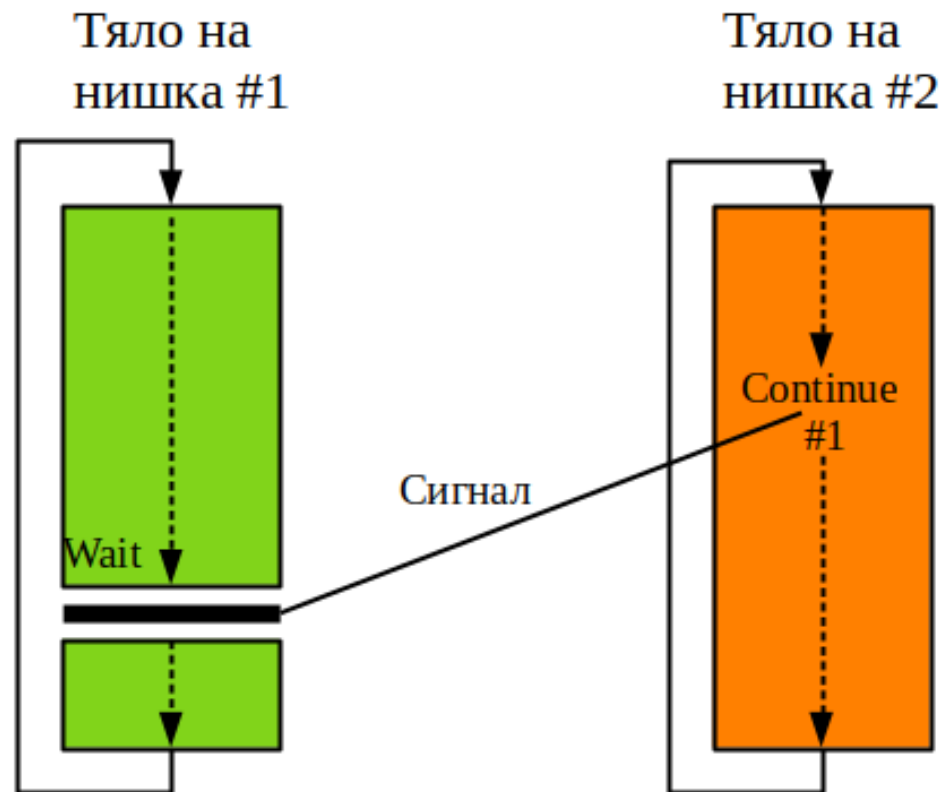 Тяло на
нишка #1
Тяло на
нишка #2
Continue
#1
Сигнал
Wait